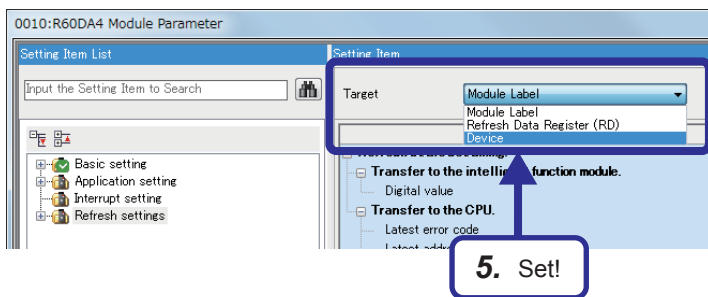 0010:R60DA4 Module Parameter
Setting Item List
Setting Item
Input the Setting Item to Search
Target
Module Label
Module Label
Refresh Data Register (RD)
Device
Basic setting
Application setting
Interrupt setting
Refresh settings
Transfer to the intelli function module.
Digital value
Transfer to the CPU.
Latest error code
5. Set!